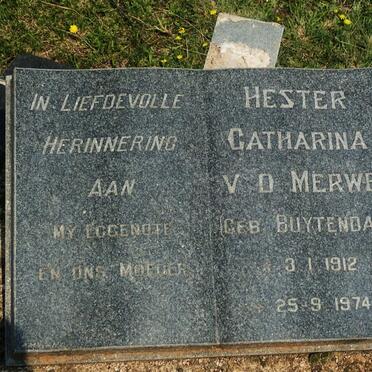 IN LIEFDEVOLLE
HERINNERING
AAN
MY EGGENOTE
EN ONS MOEDER
HESTER
CATHARINA
V D MERWE
GEB BUYTENDA
3.1.1912
25-9.1974